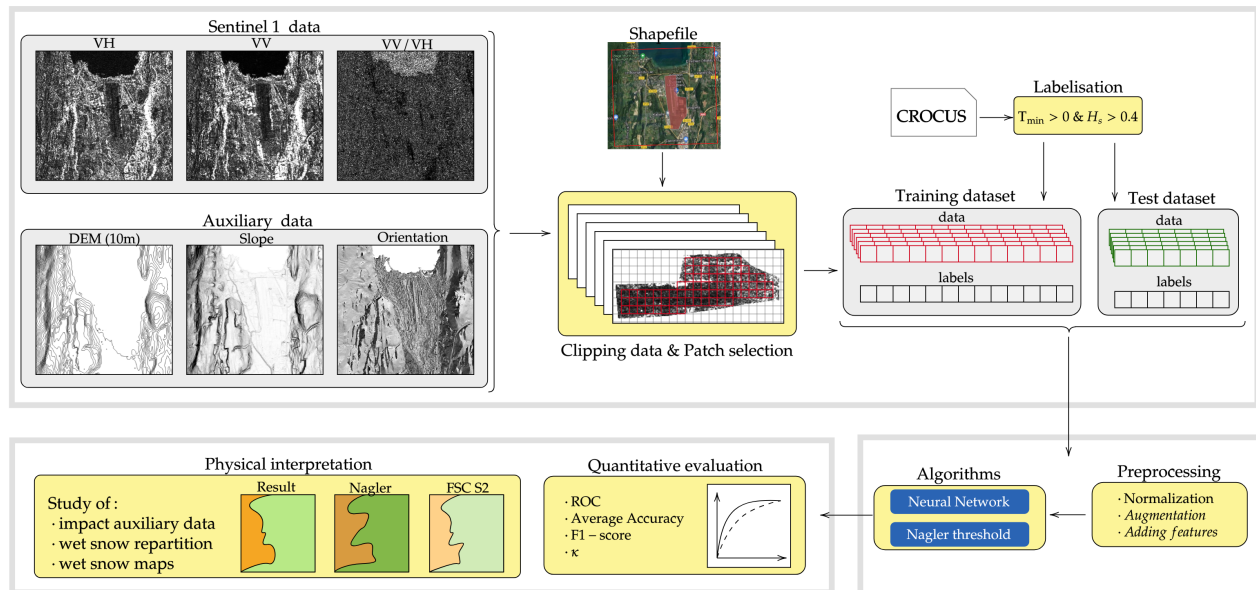 Sentinel 1 data
VH
VV
VV / VH
Auxiliary data
DEM (10m)
Slope
Orientation
Shapefile
Clipping data & Patch selection
CROCUS
Labelisation
T_min > 0 & H_s > 0.4
Training dataset
data
labels
Test dataset
data
labels
Physical interpretation
Study of :
· impact auxiliary data
· wet snow repartition
· wet snow maps
Result
Nagler
FSC S2
Quantitative evaluation
· ROC
· Average Accuracy
· F1 – score
· κ
Algorithms
Neural Network
Nagler threshold
Preprocessing
· Normalization
· Augmentation
· Adding features